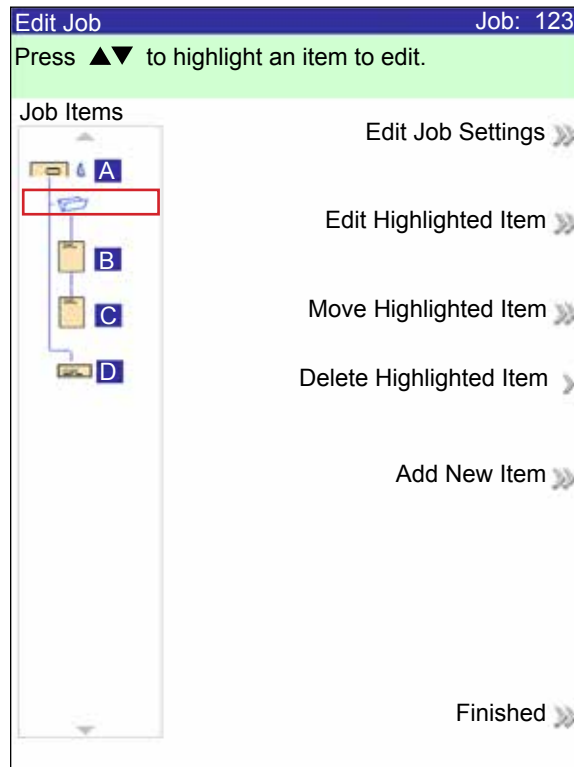 Edit Job Job: 123
Press ▲▼ to highlight an item to edit.
Job Items
Edit Job Settings
A
Edit Highlighted Item
B
Move Highlighted Item
C
Delete Highlighted Item
D
Add New Item
Finished